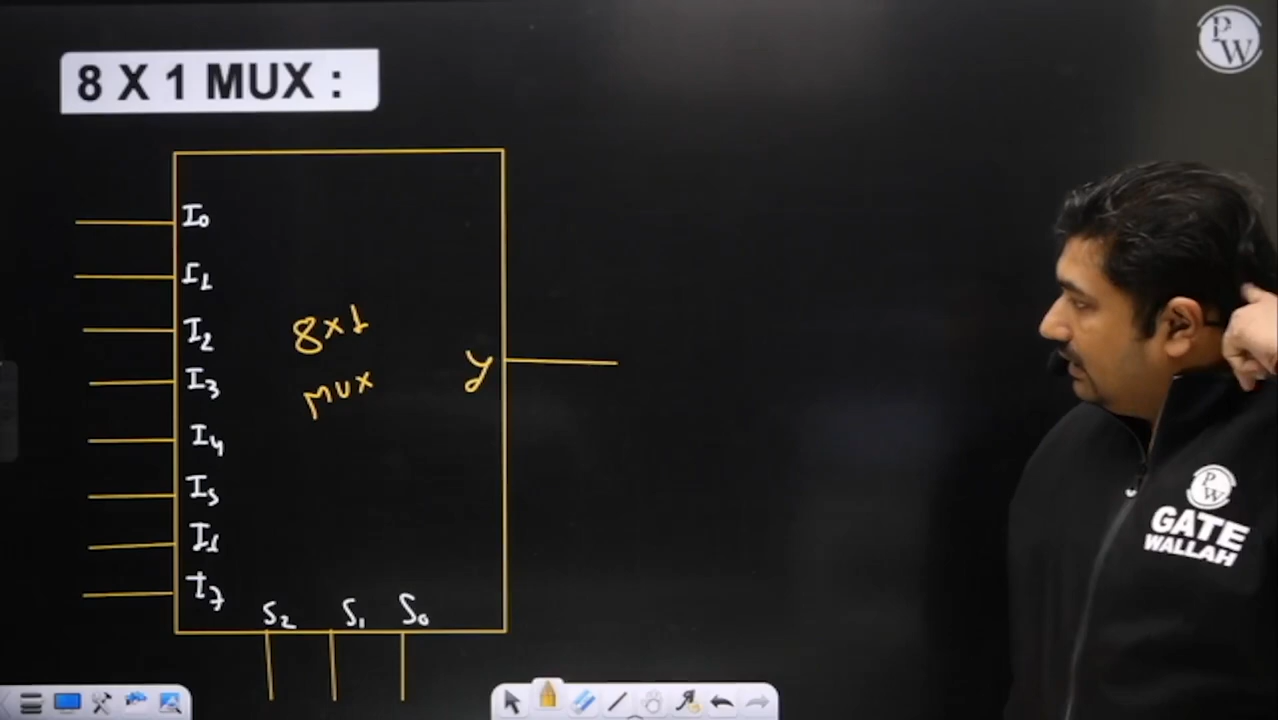 8 X 1 MUX :
PW
I0
I1
I2
I3
I4
I5
I6
I7
8x1
MUX
y
S2 S1 S0
PW
GATE
WALLAH